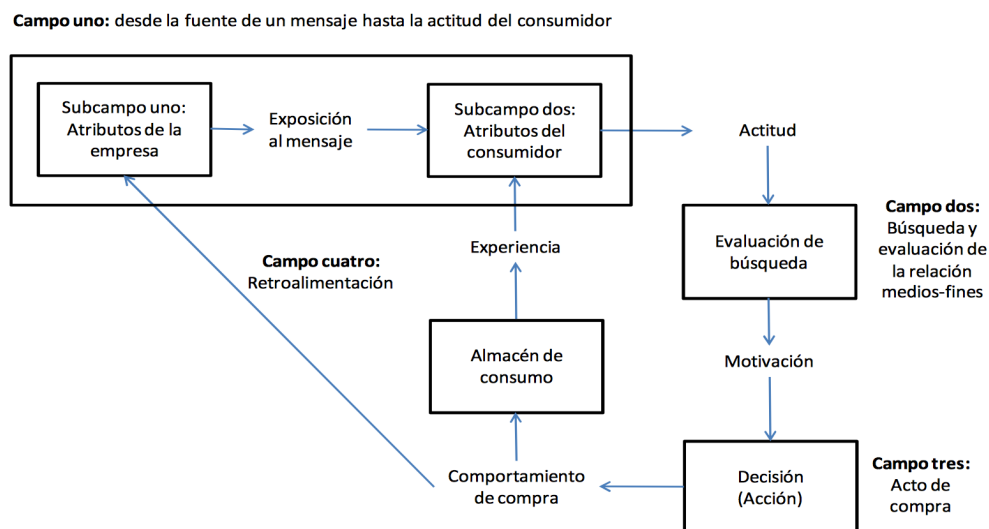 Campo uno: desde la fuente de un mensaje hasta la actitud del consumidor
Subcampo uno:
Atributos de la
empresa
Exposición
al mensaje
Subcampo dos:
Atributos del
consumidor
Actitud
Campo dos:
Búsqueda y
evaluación de
la relación
medios-fines
Evaluación de
búsqueda
Experiencia
Campo cuatro:
Retroalimentación
Almacén de
consumo
Motivación
Comportamiento
de compra
Decisión
(Acción)
Campo tres:
Acto de
compra